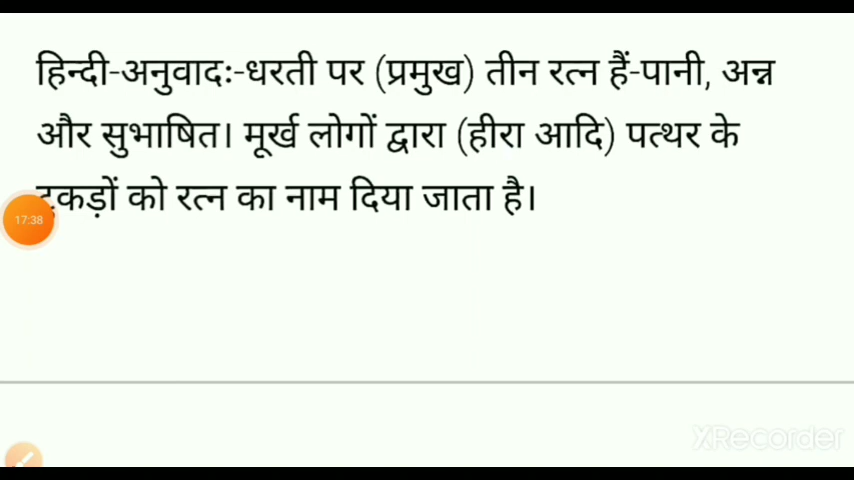 हिन्दी-अनुवादः-धरती पर (प्रमुख) तीन रत्न हैं-पानी, अन्न
और सुभाषित। मूर्ख लोगों द्वारा (हीरा आदि) पत्थर के
टुकड़ों को रत्न का नाम दिया जाता है।
17:38
XRecorder